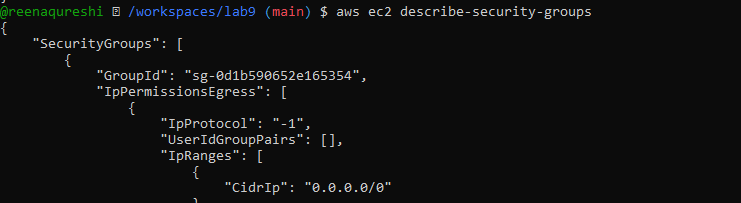 @reenaqureshi /workspaces/lab9 (main) $ aws ec2 describe-security-groups
{
    "SecurityGroups": [
        {
            "GroupId": "sg-0d1b590652e165354",
            "IpPermissionsEgress": [
                {
                    "IpProtocol": "-1",
                    "UserIdGroupPairs": [],
                    "IpRanges": [
                        {
                            "CidrIp": "0.0.0.0/0"